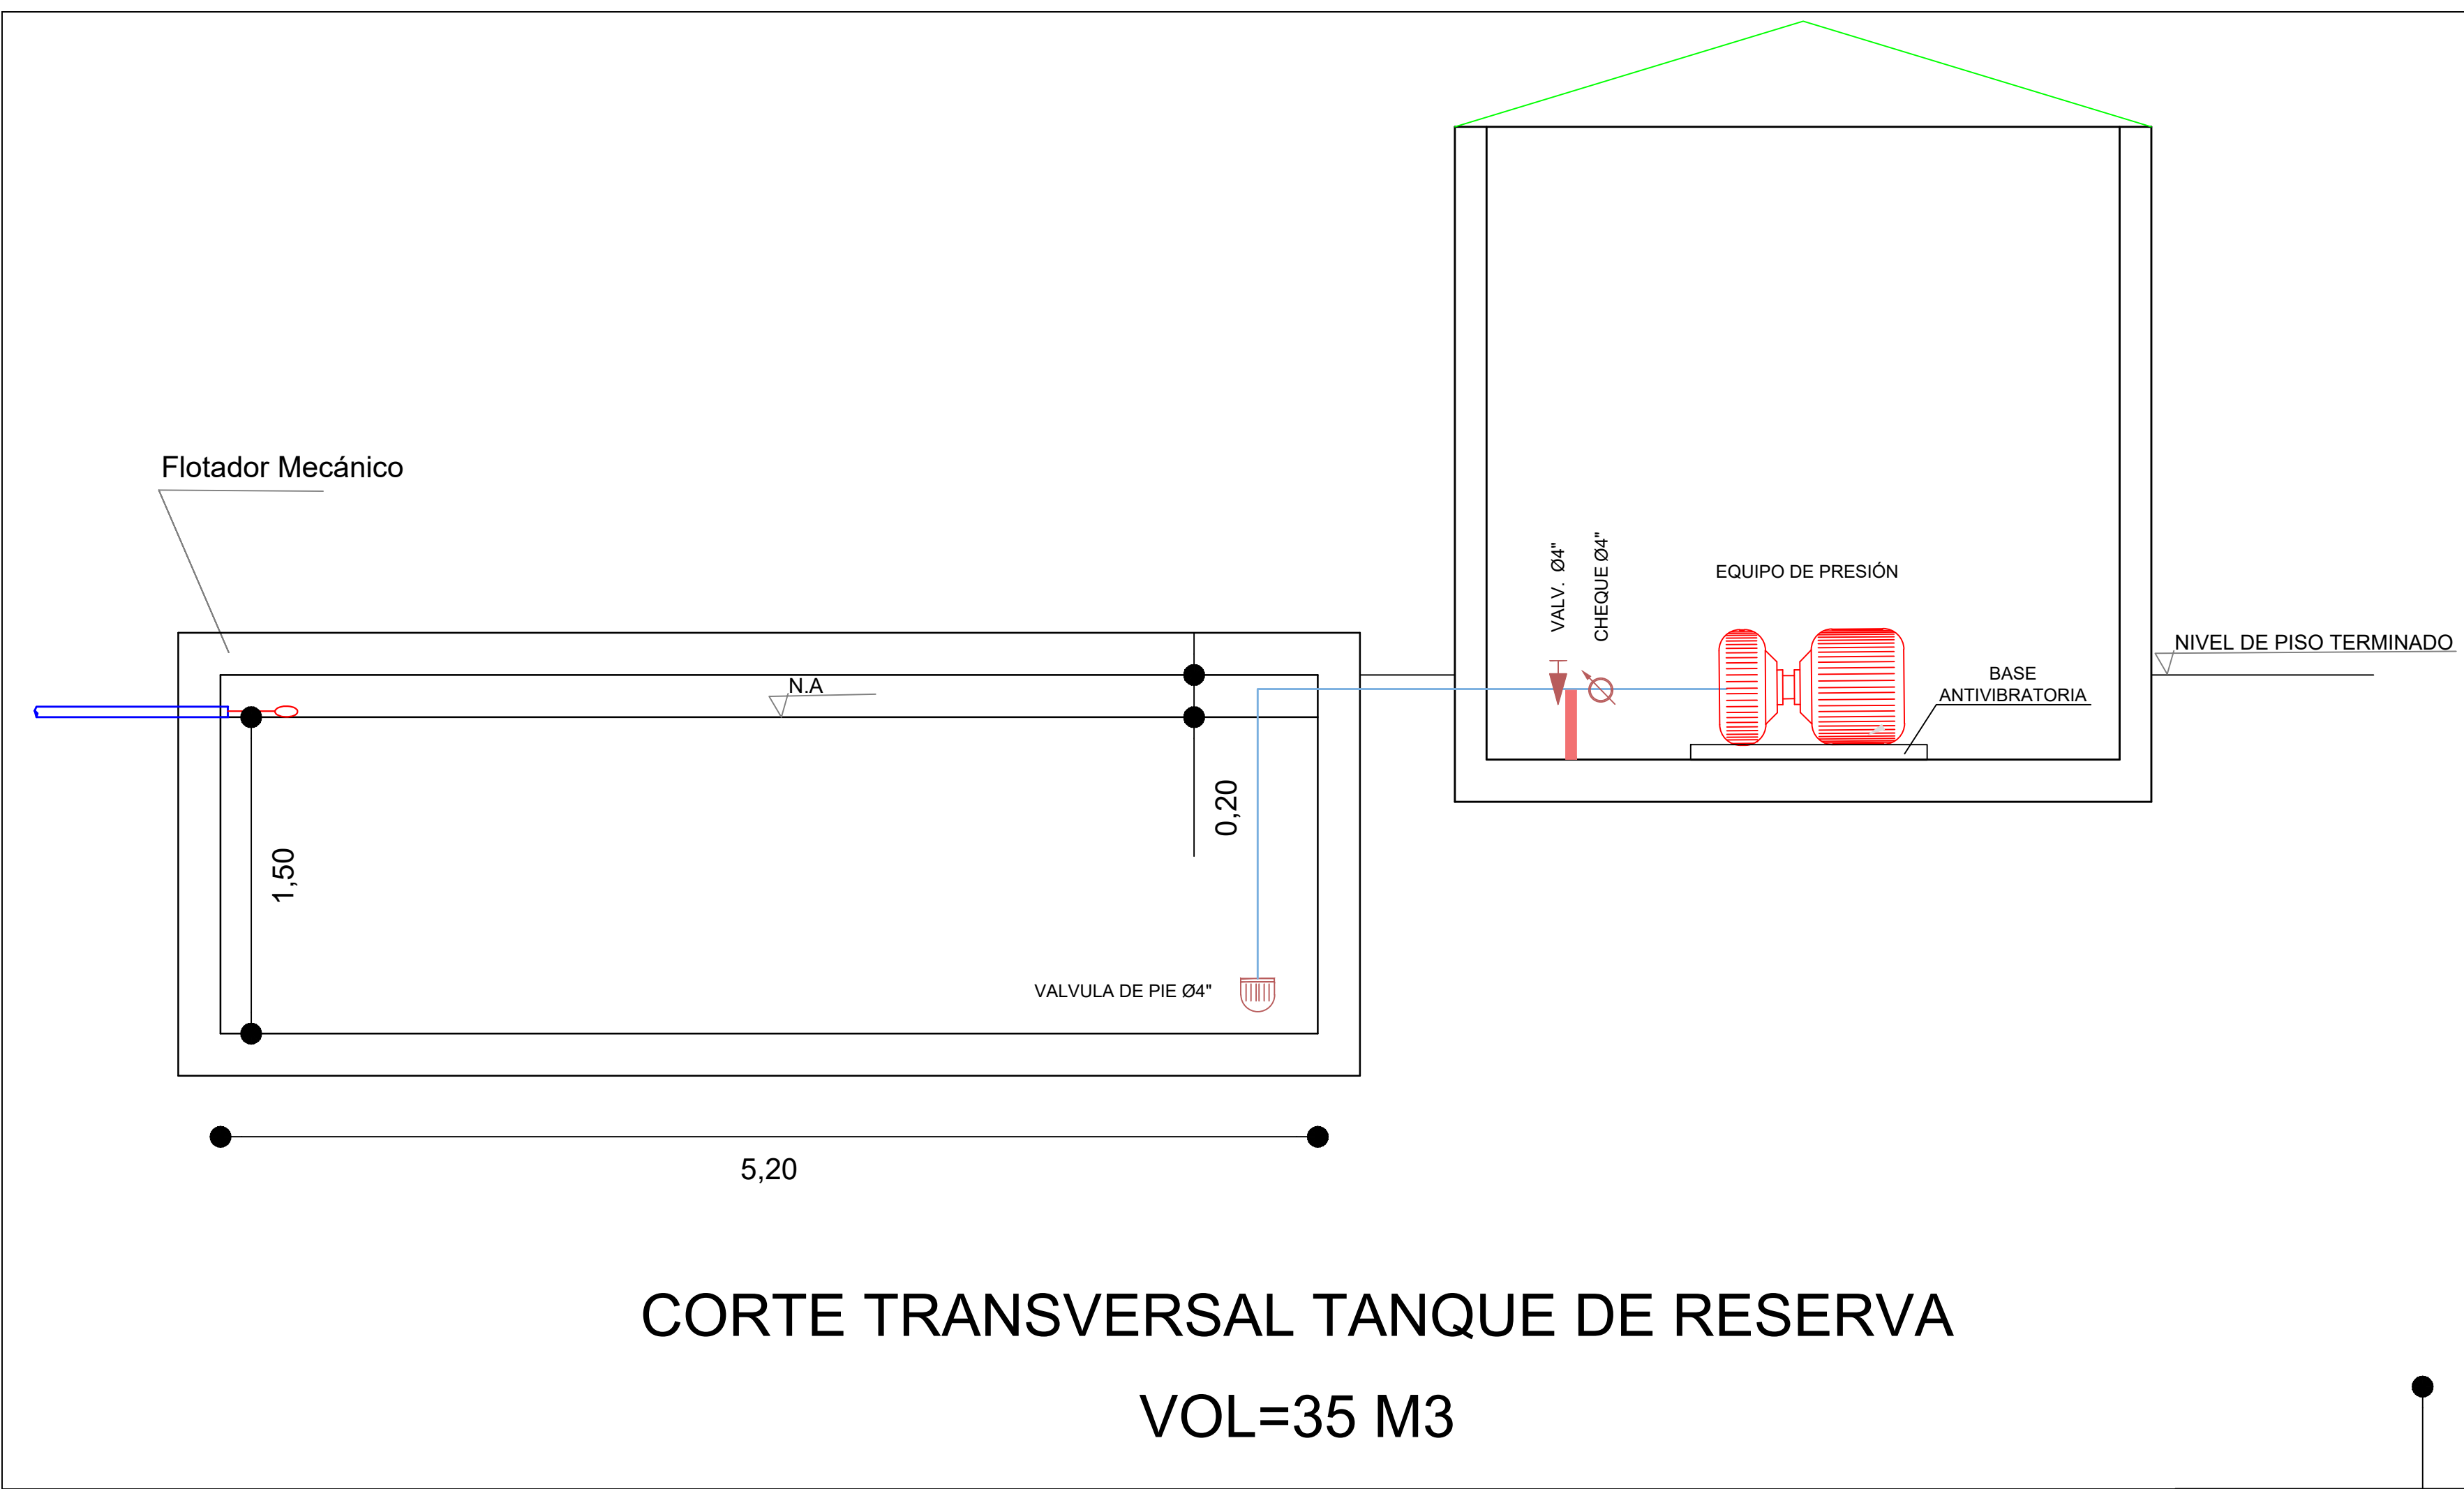 Flotador Mecánico
VALV. Ø4"
CHEQUE Ø4"
EQUIPO DE PRESIÓN
NIVEL DE PISO TERMINADO
BASE
ANTIVIBRATORIA
N.A
0,20
1,50
VALVULA DE PIE Ø4"
5,20
CORTE TRANSVERSAL TANQUE DE RESERVA
VOL=35 M3